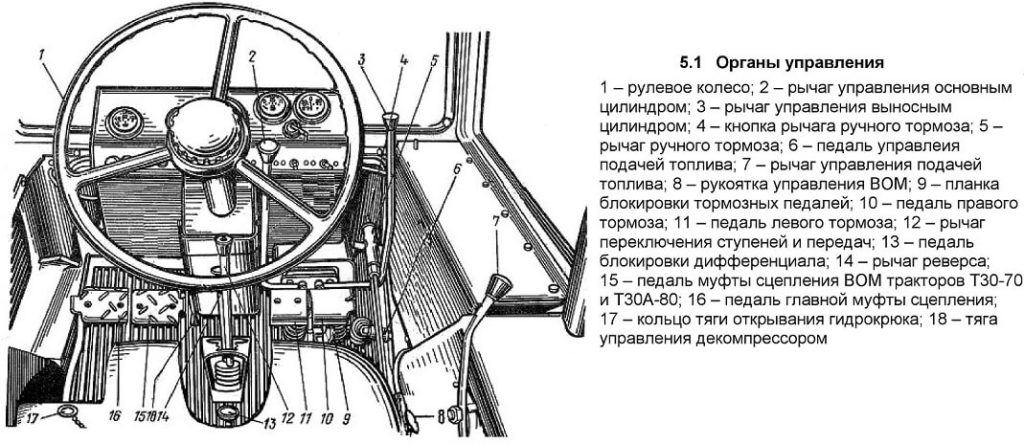 1
2
3
4
5
6
7
5.1 Органы управления
1 – рулевое колесо; 2 – рычаг управления основным
цилиндром; 3 – рычаг управления выносным
цилиндром; 4 – кнопка рычага ручного тормоза; 5 –
рычаг ручного тормоза; 6 – педаль управлеия
подачей топлива; 7 – рычаг управления подачей
топлива; 8 – рукоятка управления ВОМ; 9 – планка
блокировки тормозных педалей; 10 – педаль правого
тормоза; 11 – педаль левого тормоза; 12 – рычаг
переключения ступеней и передач; 13 – педаль
блокировки дифференциала; 14 – рычаг реверса;
15 – педаль муфты сцепления ВОМ тракторов Т30-70
и Т30А-80; 16 – педаль главной муфты сцепления;
17 – кольцо тяги открывания гидрокрюка; 18 – тяга
управления декомпрессором
17 16 15 18 14 13 12 11 10 9 8